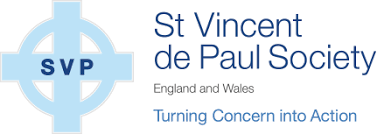 SVP
St Vincent
de Paul Society
England and Wales
Turning Concern into Action